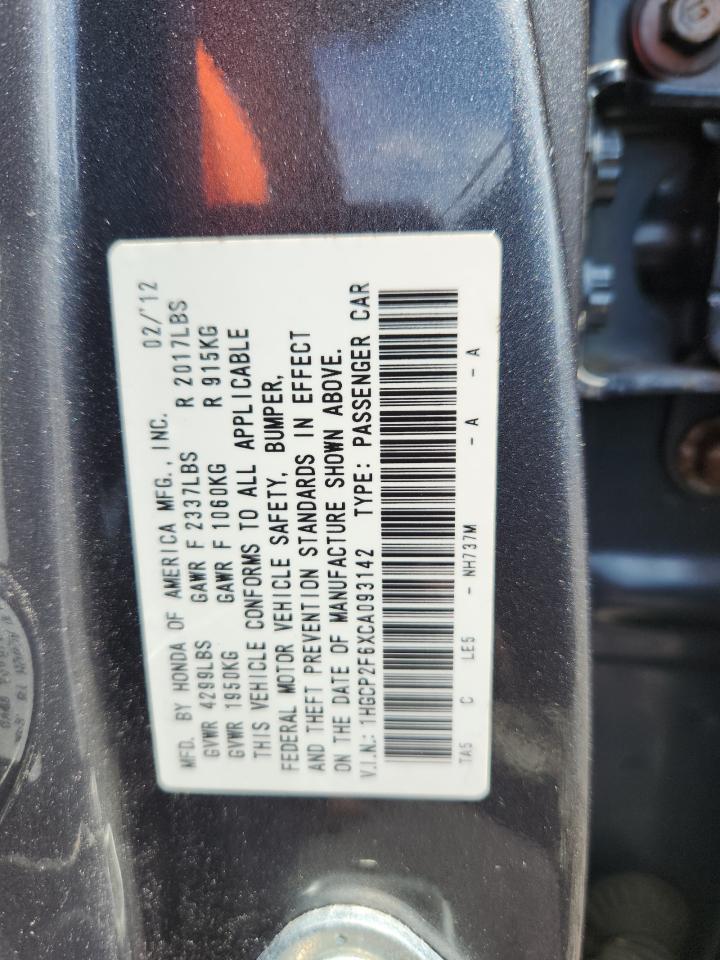 MFD. BY HONDA OF AMERICA MFG., INC. 02/'12
GVWR 4299LBS GAWR F 2337LBS R 2017LBS
GVWR 1950KG GAWR F 1060KG R 915KG
THIS VEHICLE CONFORMS TO ALL APPLICABLE
FEDERAL MOTOR VEHICLE SAFETY, BUMPER,
AND THEFT PREVENTION STANDARDS IN EFFECT
ON THE DATE OF MANUFACTURE SHOWN ABOVE.
V.I.N.: 1HGCP2F6XCA093142 TYPE: PASSENGER CAR
TA5 C LE5 - NH737M - A - A